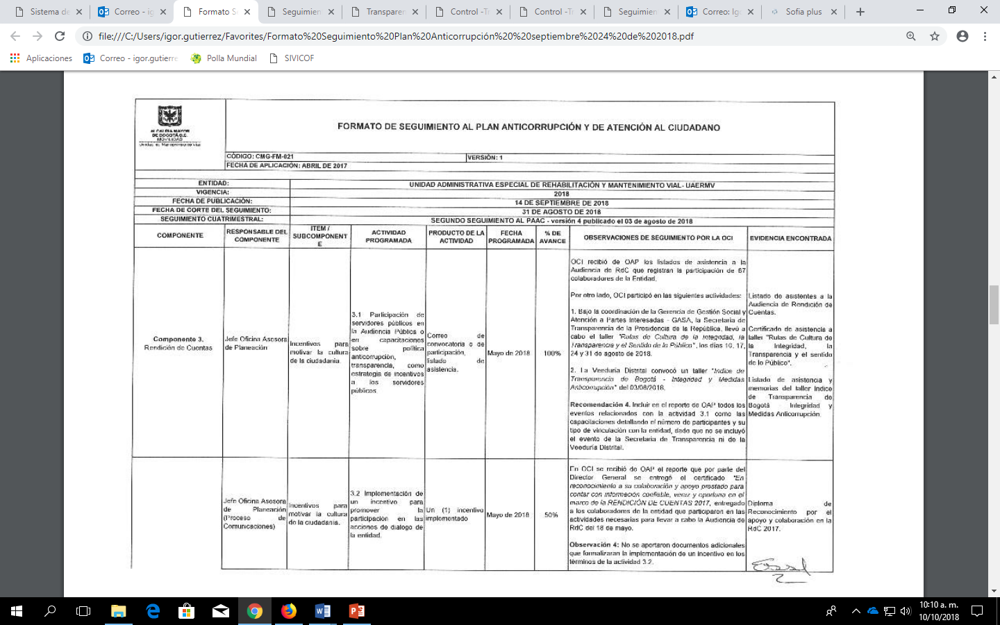 Sistema de
Correo - ig
Formato Se
Seguimien
Transparen
Control -Tr
Control -Tr
Seguimien
Correo: Igo
Sofia plus
file:///C:/Users/igor.gutierrez/Favorites/Formato%20Seguimiento%20Plan%20Anticorrupción%20%20septiembre%2024%20de%202018.pdf
Aplicaciones
Correo - igor.gutierre
Polla Mundial
SIVICOF
ALCALDIA MAYOR
DE BOGOTÁ D.C.
MOVILIDAD
Unidad de Mantenimiento Vial
FORMATO DE SEGUIMIENTO AL PLAN ANTICORRUPCIÓN Y DE ATENCIÓN AL CIUDADANO
CÓDIGO: CMG-FM-021
VERSIÓN: 1
FECHA DE APLICACIÓN: ABRIL DE 2017
ENTIDAD:
UNIDAD ADMINISTRATIVA ESPECIAL DE REHABILITACIÓN Y MANTENIMIENTO VIAL- UAERMV
VIGENCIA:
2018
FECHA DE PUBLICACIÓN:
14 DE SEPTIEMBRE DE 2018
FECHA DE CORTE DEL SEGUIMIENTO:
31 DE AGOSTO DE 2018
SEGUIMIENTO CUATRIMESTRAL:
SEGUNDO SEGUIMIENTO AL PAAC - versión 4 publicado el 03 de agosto de 2018
COMPONENTE
RESPONSABLE DEL
COMPONENTE
ITEM /
SUBCOMPONENT
E
ACTIVIDAD
PROGRAMADA
PRODUCTO DE LA
ACTIVIDAD
FECHA
PROGRAMADA
% DE
AVANCE
OBSERVACIONES DE SEGUIMIENTO POR LA OCI
EVIDENCIA ENCONTRADA
Componente 3.
Rendición de Cuentas
Jefe Oficina Asesora
de Planeación
Incentivos para
motivar la cultura
de la ciudadanía.
3.1 Participación de
servidores públicos en
la Audiencia Pública o
en capacitaciones
sobre política
anticorrupción,
transparencia, como
estrategia de incentivos
a los servidores
públicos.
Correo de
convocatoria o de
participación,
listado de
asistencia.
Mayo de 2018
100%
OCI recibió de OAP los listados de asistencia a la
Audiencia de RdC que registran la participación de 67
colaboradores de la Entidad.
Por otro lado, OCI participó en las siguientes actividades:
1. Bajo la coordinación de la Gerencia de Gestión Social y
Atención a Partes Interesadas - GASA, la Secretaria de
Transparencia de la Presidencia de la República, llevó a
cabo el taller "Rutas de Cultura de la Integridad, la
Transparencia y el Sentido de lo Público", los días 10, 17,
24 y 31 de agosto de 2018.
2. La Veeduría Distrital convocó un taller "Indice de
Transparencia de Bogotá - Integridad y Medidas
Anticorrupción" del 03/08/2018.
Recomendación 4. Incluir en el reporte de OAP todos los
eventos relacionados con la actividad 3.1 como las
capacitaciones detallando el número de participantes y su
tipo de vinculación con la entidad, dado que no se incluyó
el evento de la Secretaria de Transparencia ni de la
Veeduría Distrital.
Listado de asistentes a la
Audiencia de Rendición de
Cuentas.
Certificado de asistencia a
taller "Rutas de Cultura de
la Integridad, la
Transparencia y el sentido
de lo Público".
Listado de asistencia y
memorias del taller Indice
de Transparencia de
Bogotá Integridad y
Medidas Anticorrupción.
Jefe Oficina Asesora
de Planeación
(Proceso de
Comunicaciones)
Incentivos para
motivar la cultura
de la ciudadanía.
3.2 Implementación de
un incentivo para
promover la
participación en las
acciones de dialogo de
la entidad.
Un (1) incentivo
implementado
Mayo de 2018
50%
En OCI se recibió de OAP el reporte que por parte del
Director General se entregó el certificado "En
reconocimiento a su colaboración y apoyo prestado para
contar con información confiable, veraz y oportuna en el
marco de la RENDICIÓN DE CUENTAS 2017, entregado
a los colaboradores de la entidad que participaron en las
actividades necesarias para llevar a cabo la Audiencia de
RdC del 18 de mayo.
Observación 4: No se aportaron documentos adicionales
que formalizaran la implementación de un incentivo en los
términos de la actividad 3.2.
Diploma de
Reconocimiento por el
apoyo y colaboración en la
RdC 2017.
10:10 a. m.
10/10/2018